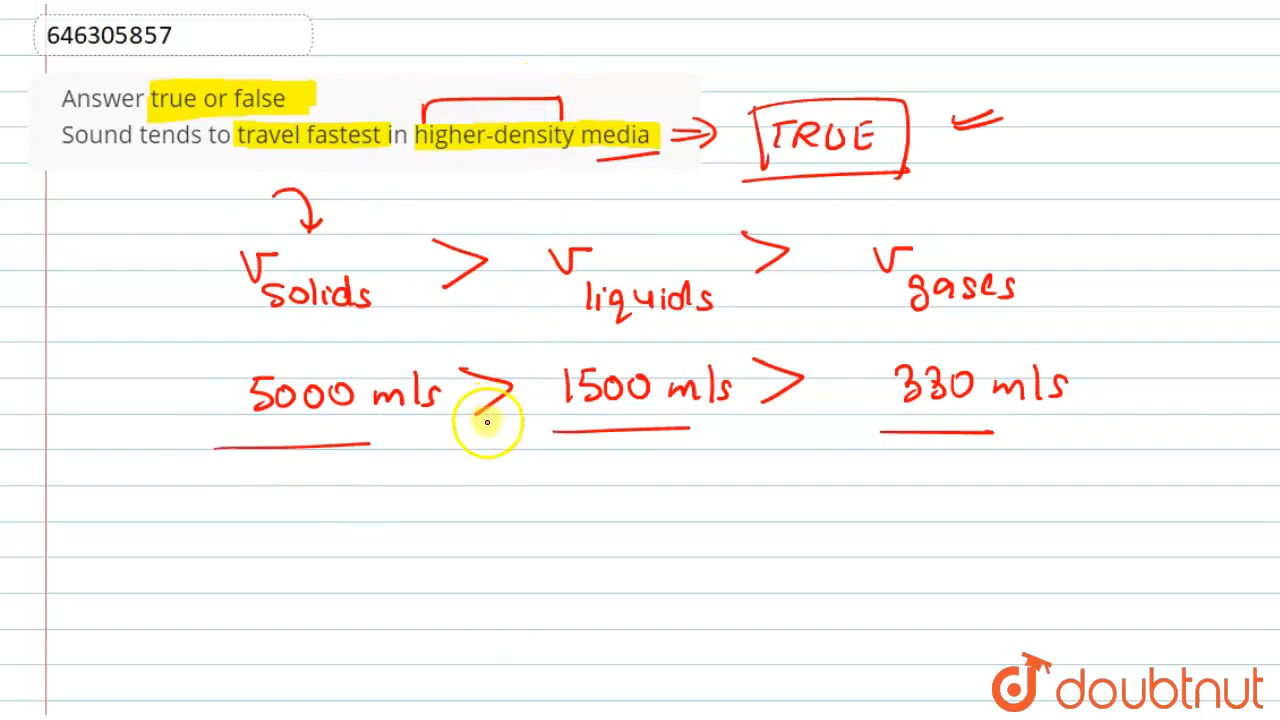 646305857
Answer true or false
Sound tends to travel fastest in higher-density media ⇒ TRUE
v solids > v liquids > v gases
5000 m/s > 1500 m/s > 330 m/s
doubtnut